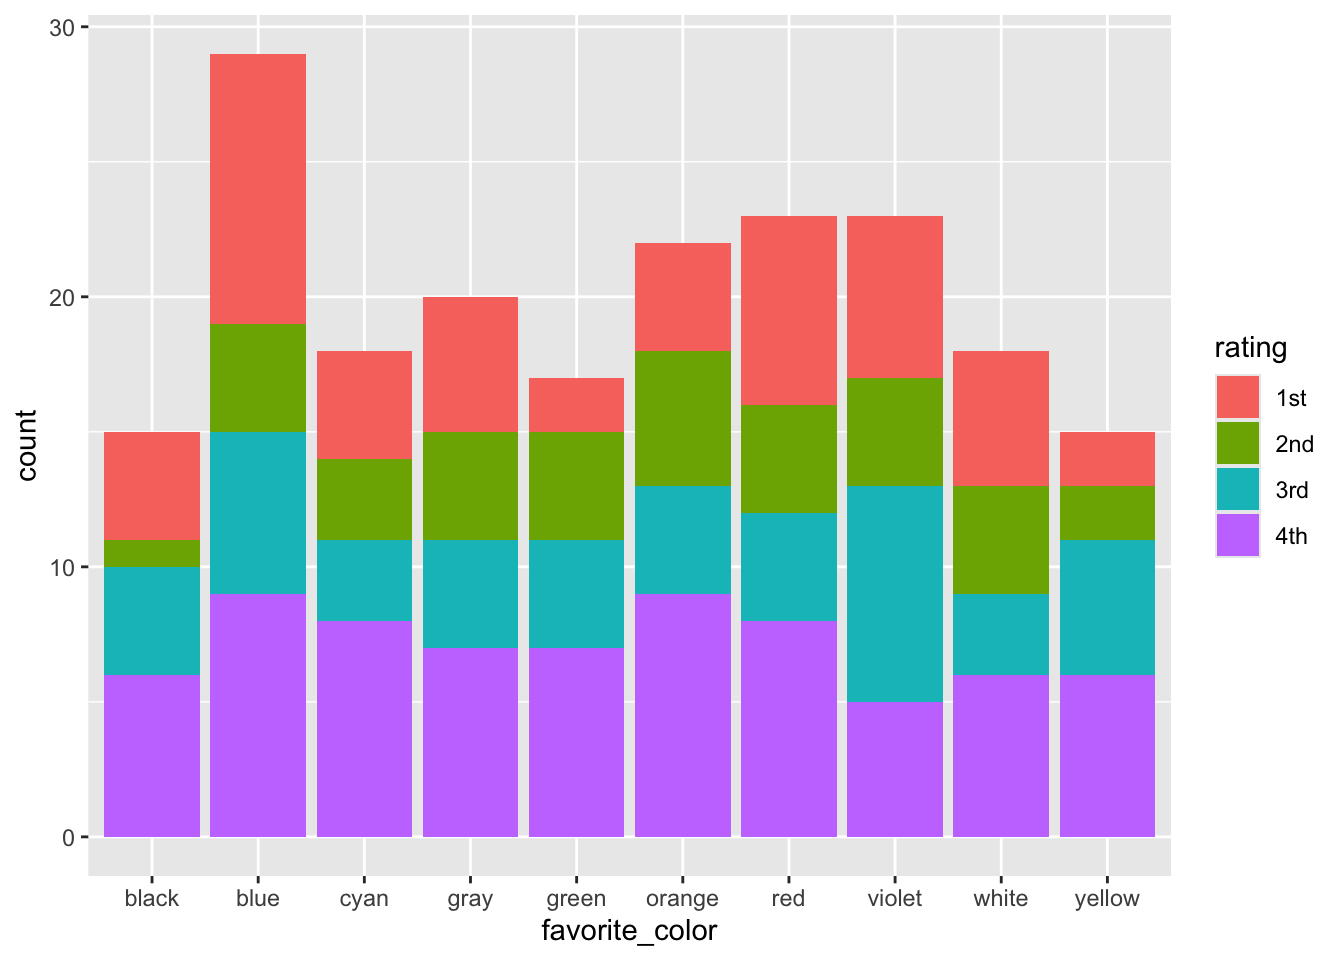 30
20
10
0
count
black blue cyan gray green orange red violet white yellow
favorite_color
rating
1st
2nd
3rd
4th